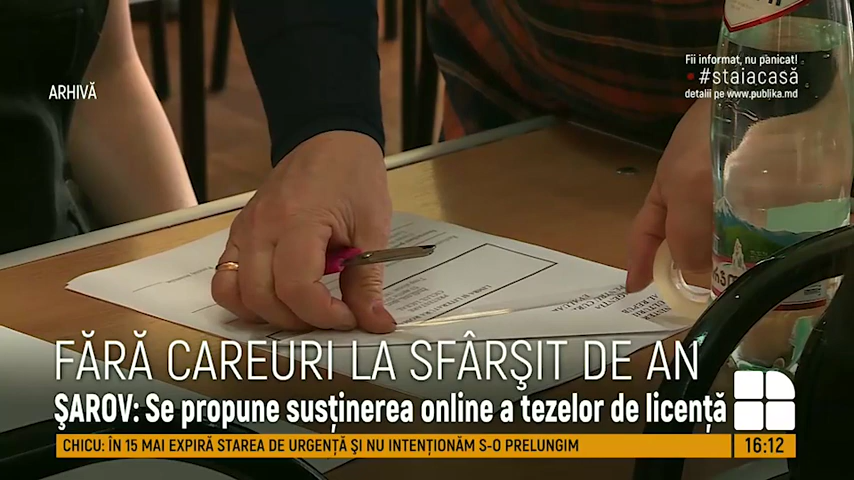 Fii informat, nu panicat!
#staiacasă
detalii pe www.publika.md
ARHIVĂ
FĂRĂ CAREURI LA SFÂRŞIT DE AN
ŞAROV: Se propune susținerea online a tezelor de licență
CHICU: ÎN 15 MAI EXPIRĂ STAREA DE URGENȚĂ ŞI NU INTENȚIONĂM S-O PRELUNGIM
16:12